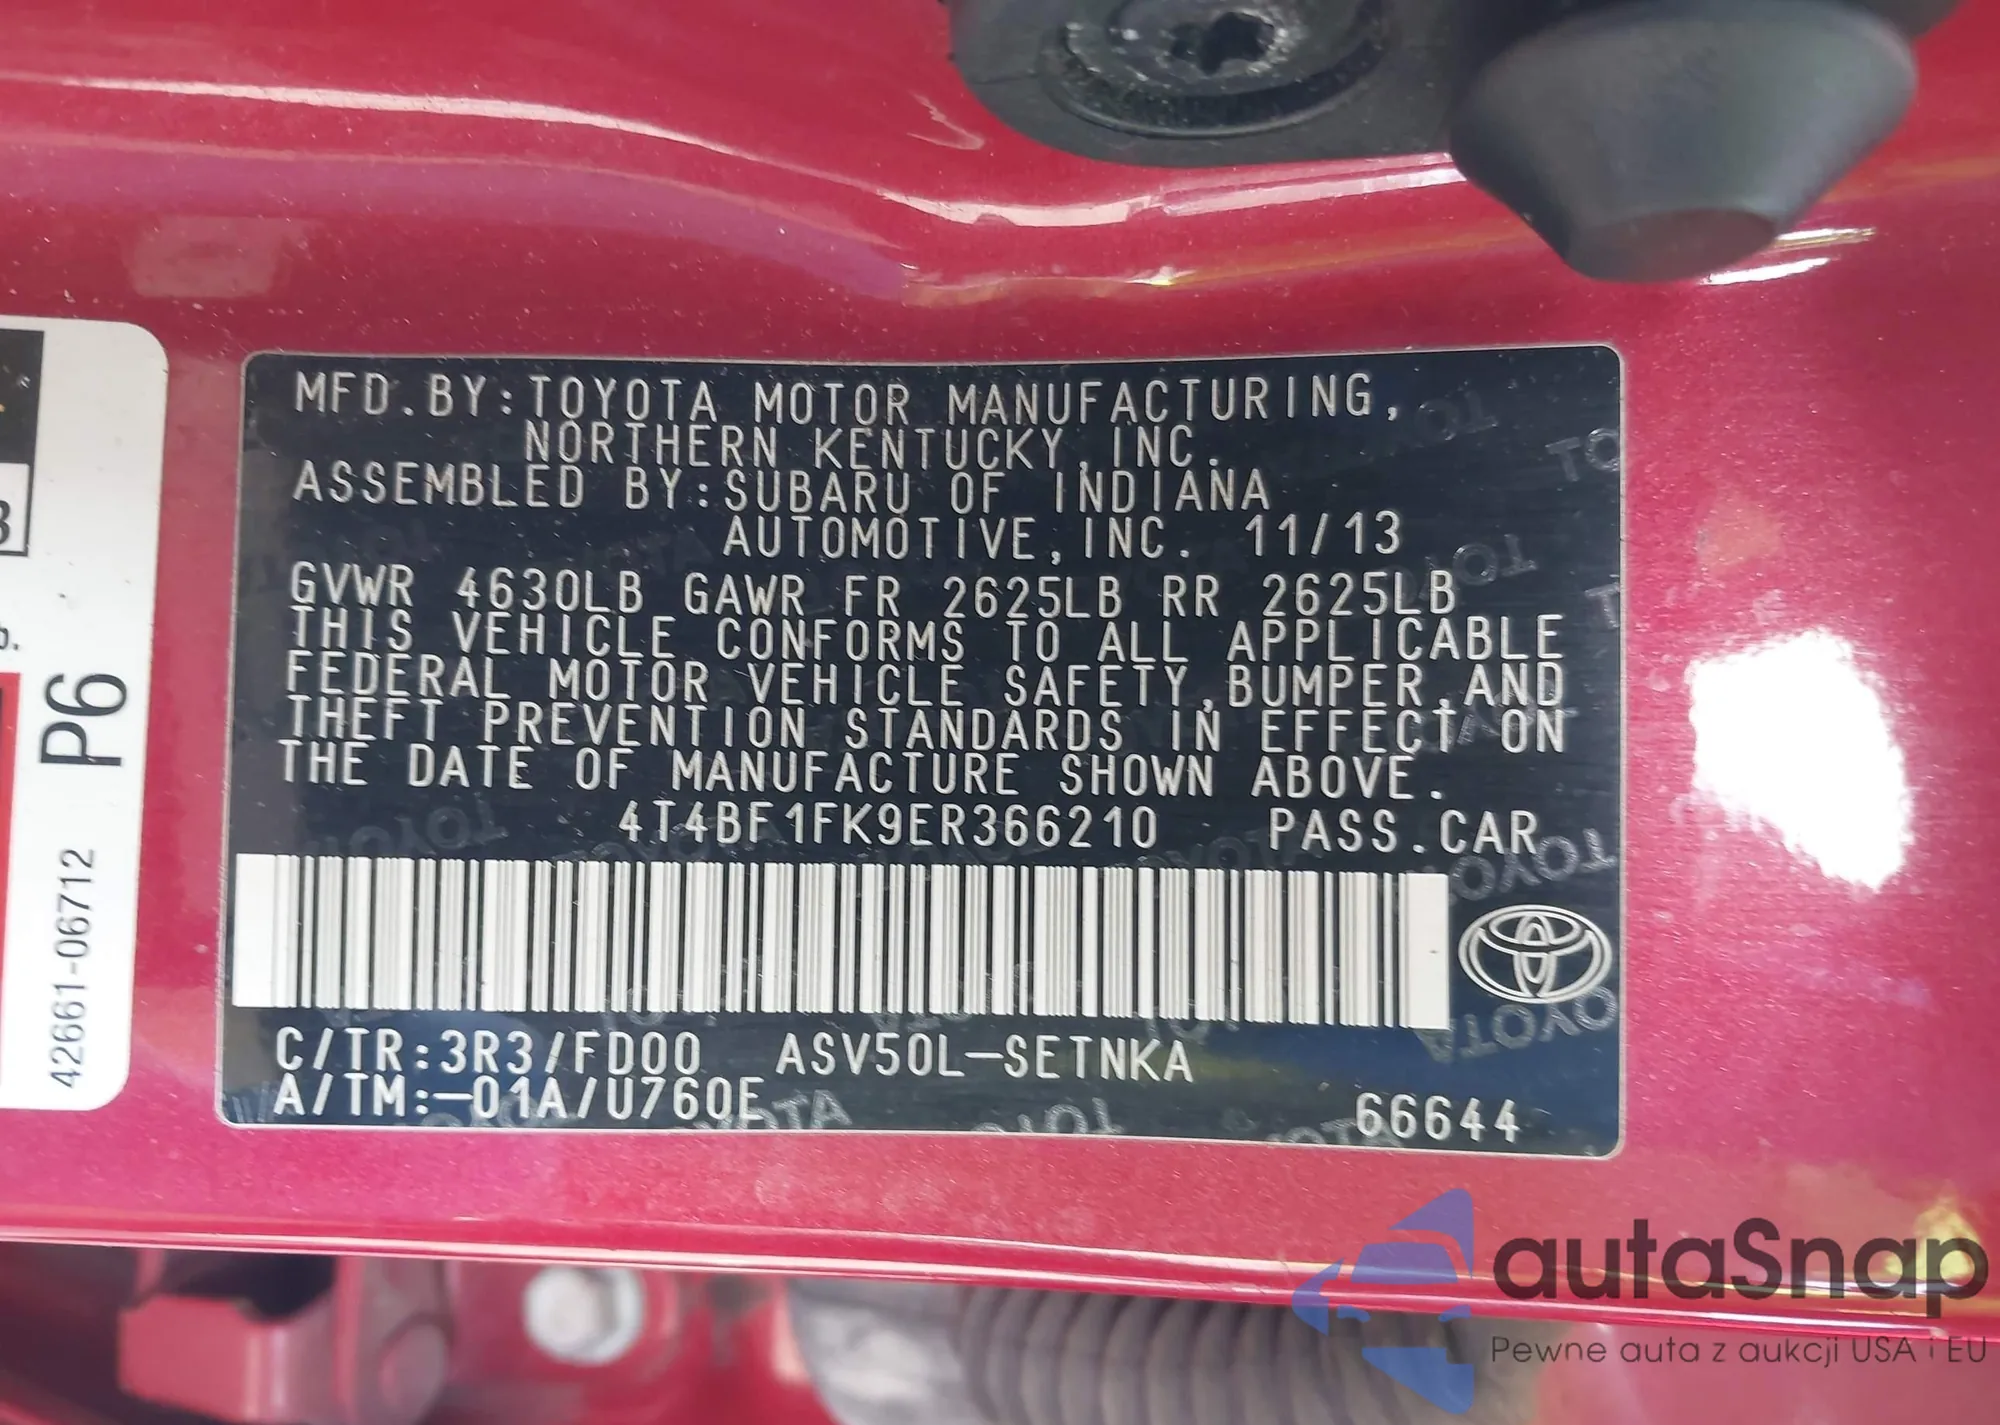 MFD.BY:TOYOTA MOTOR MANUFACTURING,
NORTHERN KENTUCKY,INC.
ASSEMBLED BY:SUBARU OF INDIANA
AUTOMOTIVE,INC. 11/13
GVWR 4630LB GAWR FR 2625LB RR 2625LB
THIS VEHICLE CONFORMS TO ALL APPLICABLE
FEDERAL MOTOR VEHICLE SAFETY,BUMPER,AND
THEFT PREVENTION STANDARDS IN EFFECT ON
THE DATE OF MANUFACTURE SHOWN ABOVE.
4T4BF1FK9ER366210 PASS.CAR
C/TR:3R3/FD00 ASV50L-SETNKA
A/TM:-01A/U760E 66644
42661-06712 P6
autaSnap
Pewne auta z aukcji USA i EU